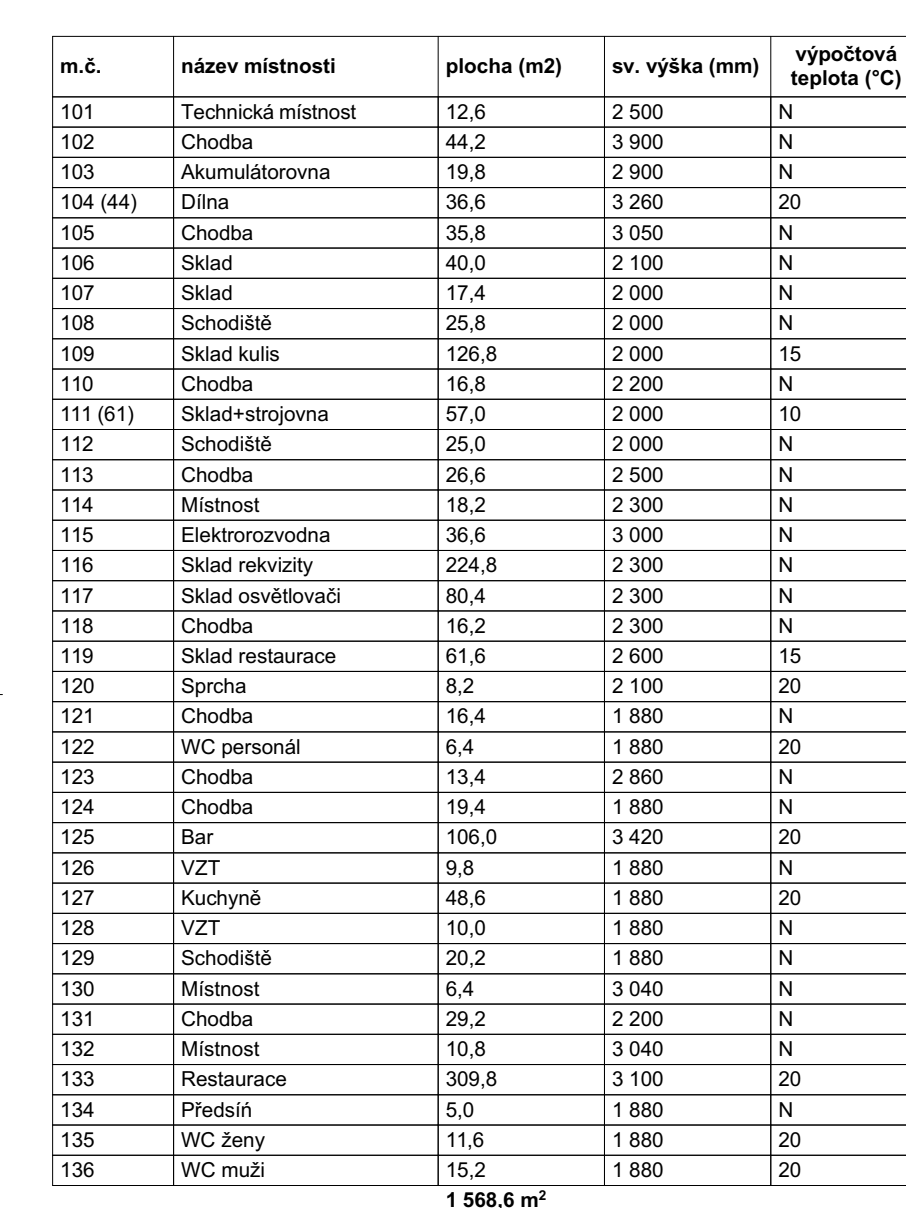 m.č. název místnosti plocha (m2) sv. výška (mm) výpočtová teplota (°C)
101 Technická místnost 12,6 2 500 N
102 Chodba 44,2 3 900 N
103 Akumulátorovna 19,8 2 900 N
104 (44) Dílna 36,6 3 260 20
105 Chodba 35,8 3 050 N
106 Sklad 40,0 2 100 N
107 Sklad 17,4 2 000 N
108 Schodiště 25,8 2 000 N
109 Sklad kulis 126,8 2 000 15
110 Chodba 16,8 2 200 N
111 (61) Sklad+strojovna 57,0 2 000 10
112 Schodiště 25,0 2 000 N
113 Chodba 26,6 2 500 N
114 Místnost 18,2 2 300 N
115 Elektrorozvodna 36,6 3 000 N
116 Sklad rekvizity 224,8 2 300 N
117 Sklad osvětlovači 80,4 2 300 N
118 Chodba 16,2 2 300 N
119 Sklad restaurace 61,6 2 600 15
120 Sprcha 8,2 2 100 20
121 Chodba 16,4 1 880 N
122 WC personál 6,4 1 880 20
123 Chodba 13,4 2 860 N
124 Chodba 19,4 1 880 N
125 Bar 106,0 3 420 20
126 VZT 9,8 1 880 N
127 Kuchyně 48,6 1 880 20
128 VZT 10,0 1 880 N
129 Schodiště 20,2 1 880 N
130 Místnost 6,4 3 040 N
131 Chodba 29,2 2 200 N
132 Místnost 10,8 3 040 N
133 Restaurace 309,8 3 100 20
134 Předsíń 5,0 1 880 N
135 WC ženy 11,6 1 880 20
136 WC muži 15,2 1 880 20
1 568,6 m²